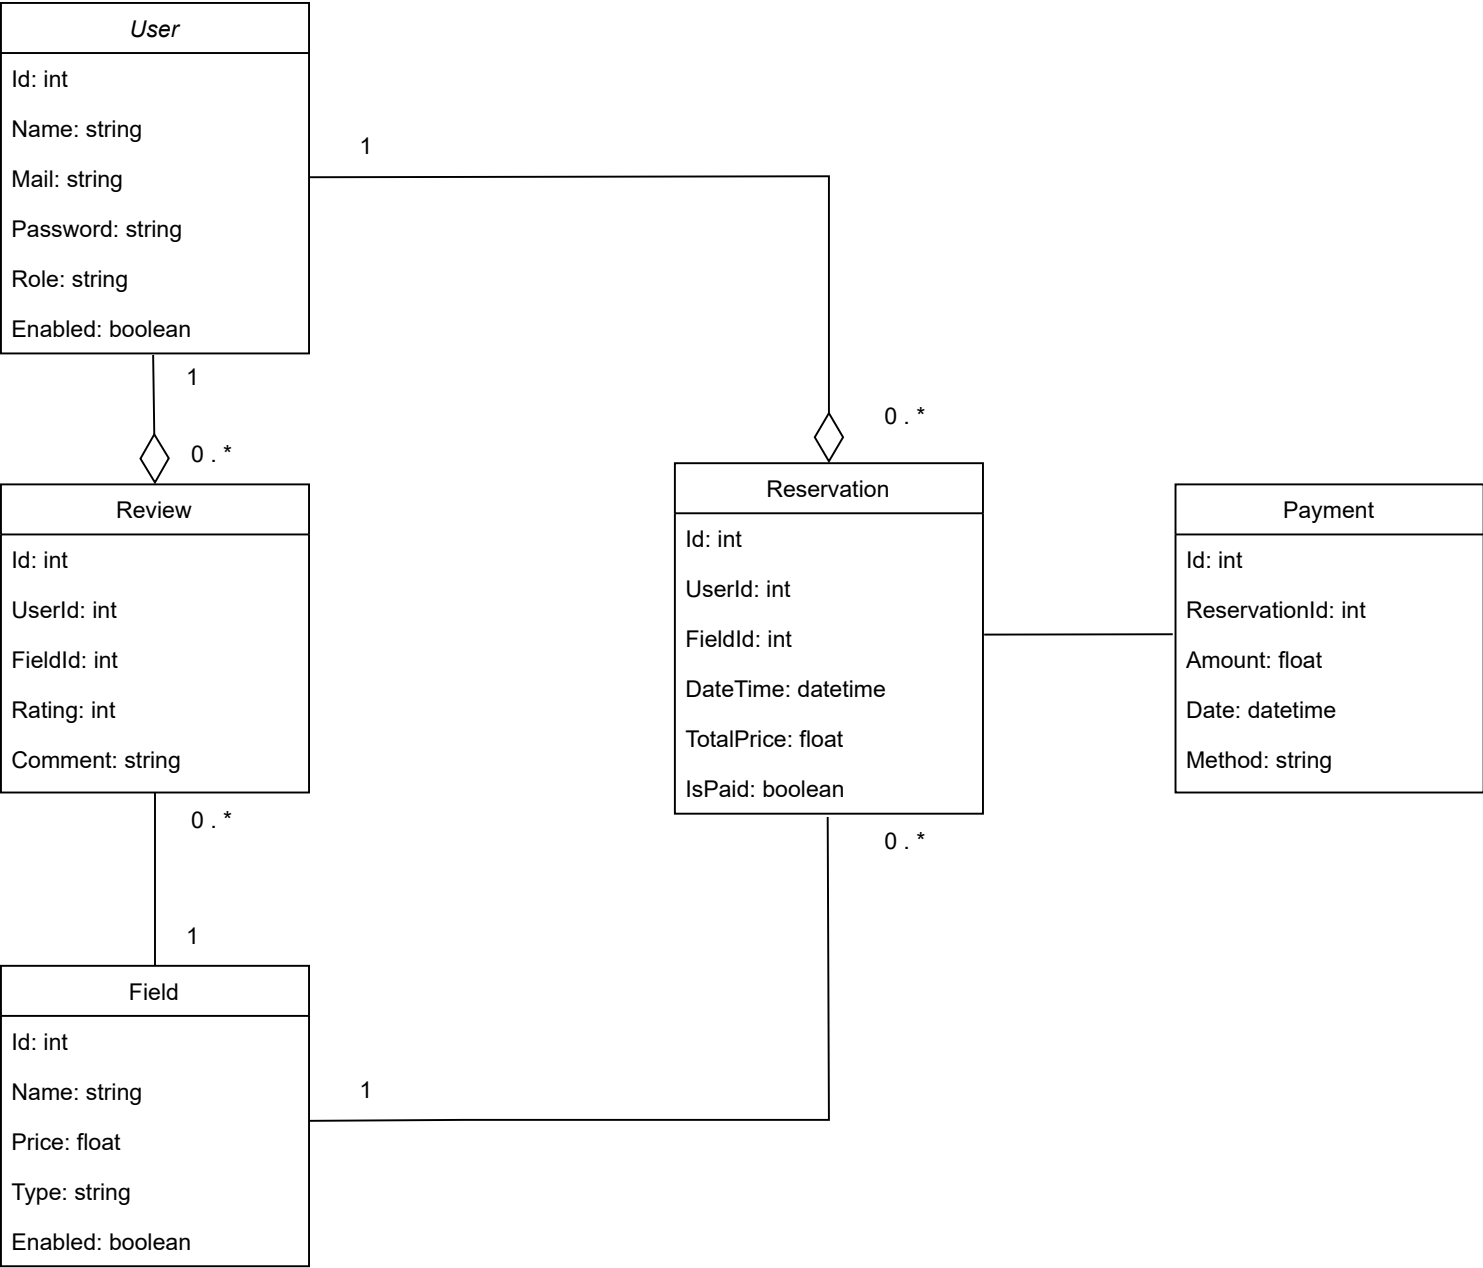 User
Id: int
Name: string
Mail: string
Password: string
Role: string
Enabled: boolean
1
1
0 . *
0 . *
Review
Id: int
UserId: int
FieldId: int
Rating: int
Comment: string
Reservation
Id: int
UserId: int
FieldId: int
DateTime: datetime
TotalPrice: float
IsPaid: boolean
Payment
Id: int
ReservationId: int
Amount: float
Date: datetime
Method: string
0 . *
0 . *
1
1
Field
Id: int
Name: string
Price: float
Type: string
Enabled: boolean